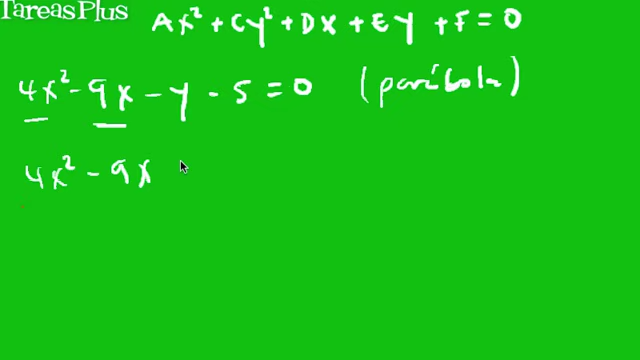 TareasPlus
Ax² + Cy² + Dx + Ey + F = 0
4x² - 9x - y - 5 = 0 (parábola)
4x² - 9x